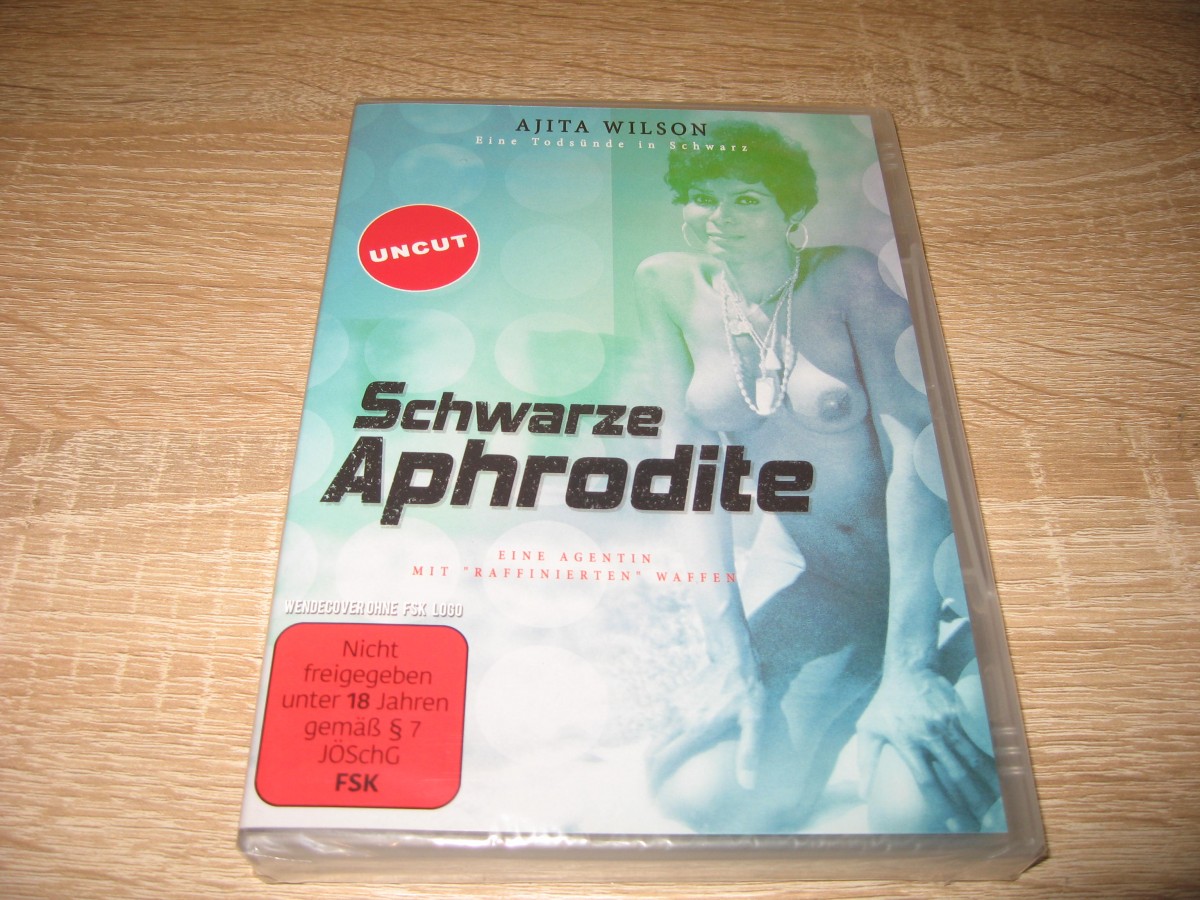 AJITA WILSON
Eine Todsünde in Schwarz
UNCUT
Schwarze
Aphrodite
EINE AGENTIN
MIT "RAFFINIERTEN" WAFFEN
WENDECOVER OHNE FSK LOGO
Nicht
freigegeben
unter 18 Jahren
gemäß § 7
JÖSchG
FSK